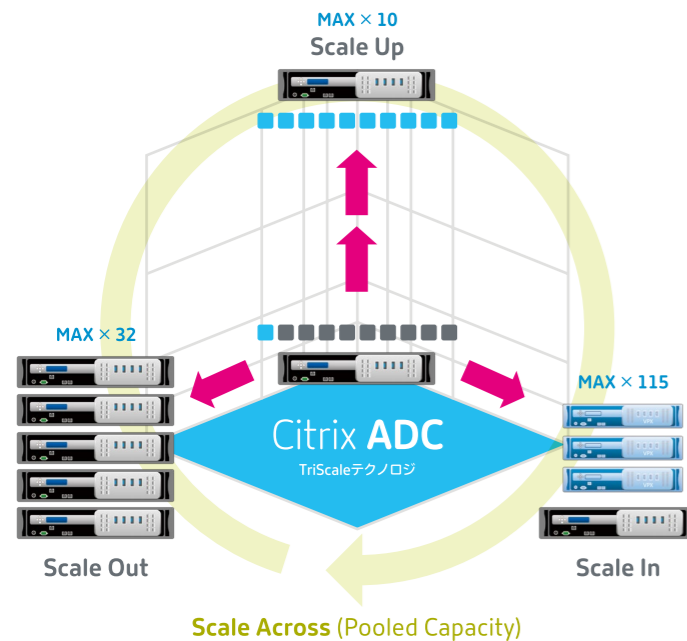 MAX × 10
Scale Up
MAX × 32
MAX × 115
Citrix ADC
TriScaleテクノロジ
Scale Out
Scale In
Scale Across (Pooled Capacity)